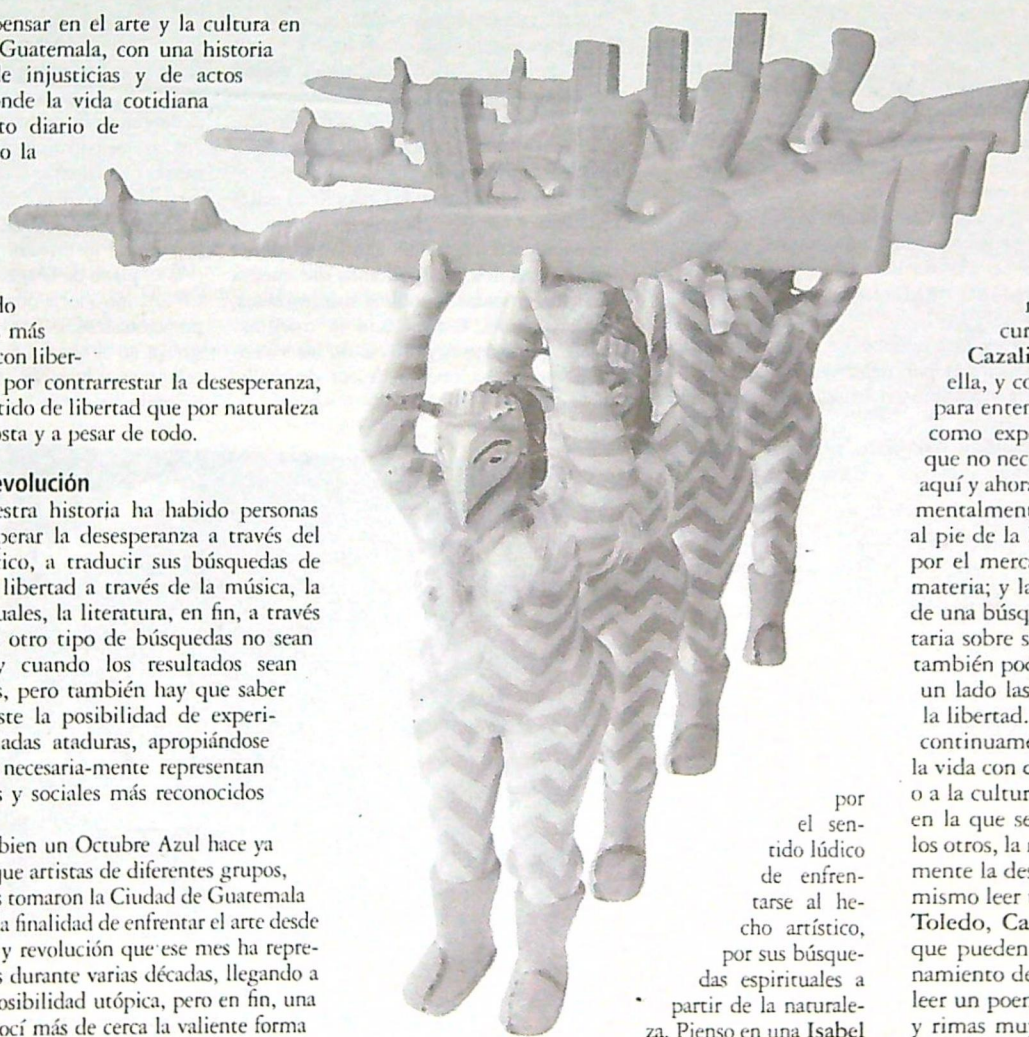 pensar en el arte y la cultura en
Guatemala, con una historia
e injusticias y de actos
nde la vida cotidiana
to diario de
o la
do
más
con liber-
por contrarrestar la desesperanza,
tido de libertad que por naturaleza
osta y a pesar de todo.
evolución
estra historia ha habido personas
perar la desesperanza a través del
ico, a traducir sus búsquedas de
libertad a través de la música, la
uales, la literatura, en fin, a través
otro tipo de búsquedas no sean
y cuando los resultados sean
s, pero también hay que saber
ste la posibilidad de experi-
adas ataduras, apropiándose
necesaria-mente representan
s y sociales más reconocidos
bien un Octubre Azul hace ya
que artistas de diferentes grupos,
s tomaron la Ciudad de Guatemala
a finalidad de enfrentar el arte desde
y revolución que ese mes ha repre-
s durante varias décadas, llegando a
osibilidad utópica, pero en fin, una
ocí más de cerca la valiente forma
por
el sen-
tido lúdico
de enfren-
tarse al he-
cho artístico,
por sus búsque-
das espirituales a
partir de la naturale-
za. Pienso en una Isabel
cur
Cazali
ella, y co
para enter
como exp
que no nec
aquí y ahora
mentalment
al pie de la
por el merc
materia; y la
de una búsq
taria sobre s
también poc
un lado las
la libertad.
continuame
la vida con e
o a la cultur
en la que se
los otros, la r
mente la des
mismo leer
Toledo, Ca
que pueden
namiento de
leer un poer
y rimas mu